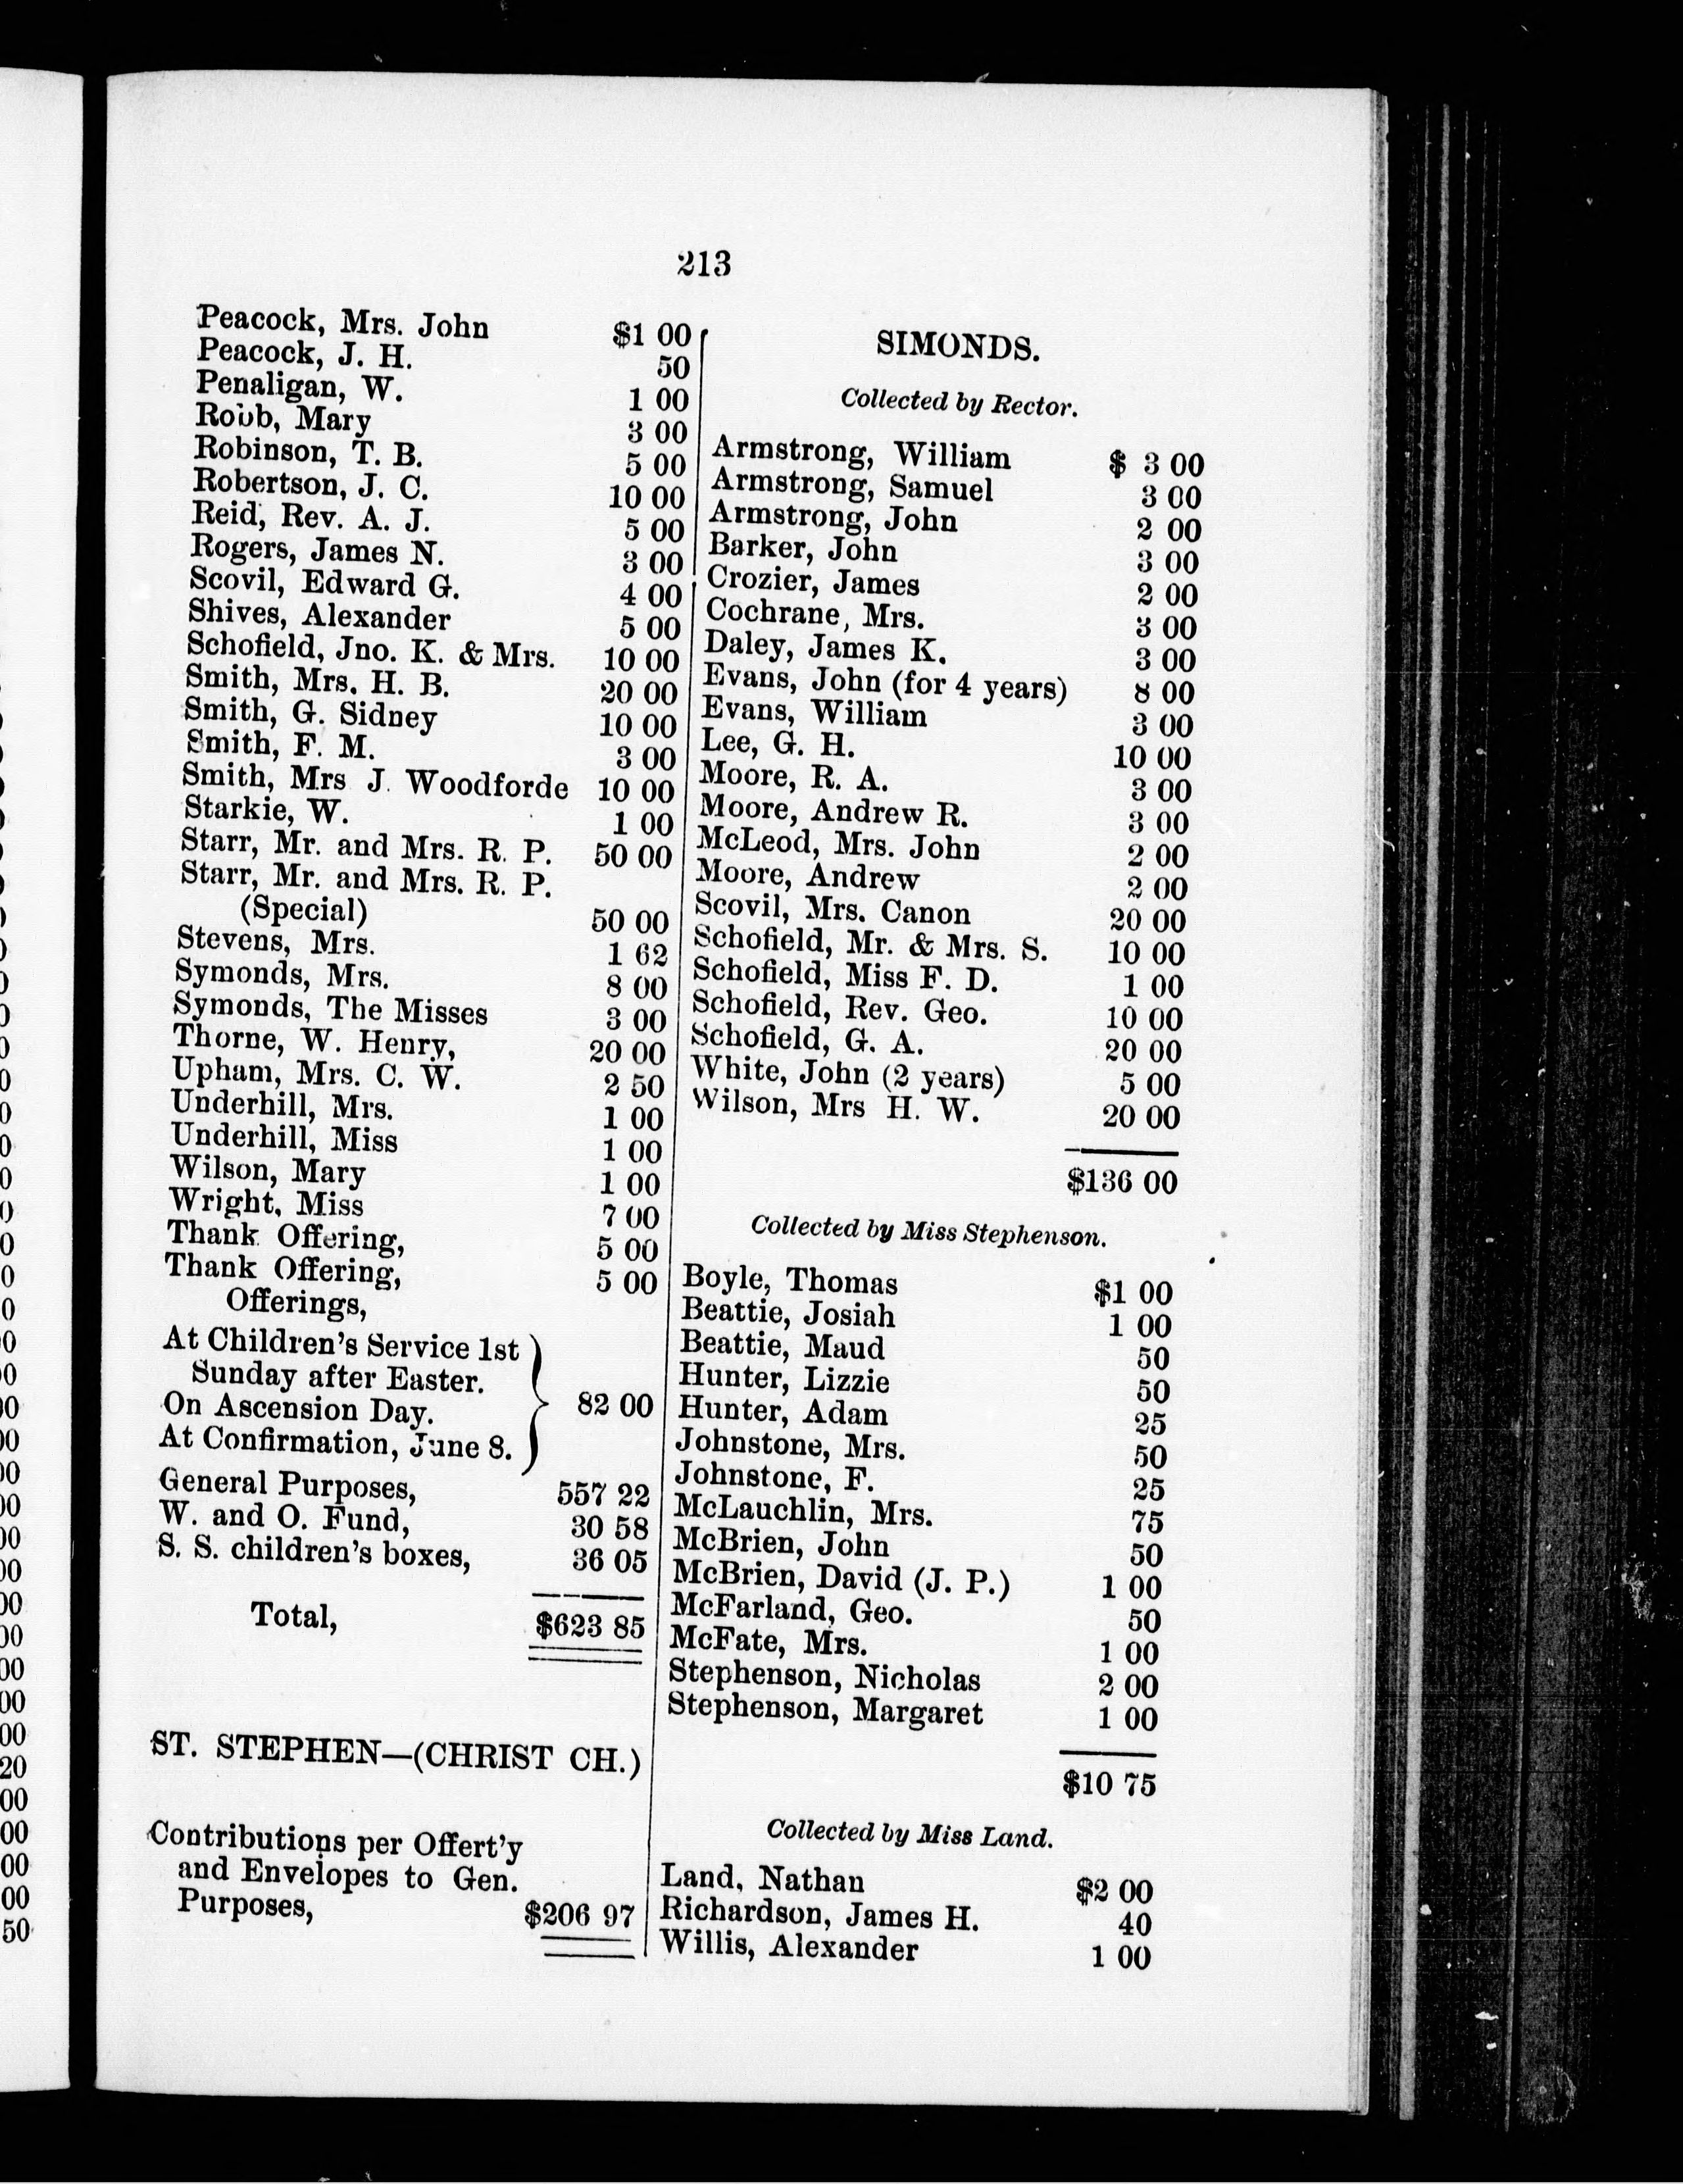 213
Peacock, Mrs. John $1 00
Peacock, J. H. 50
Penaligan, W. 1 00
Robb, Mary 3 00
Robinson, T. B. 5 00
Robertson, J. C. 10 00
Reid, Rev. A. J. 5 00
Rogers, James N. 3 00
Scovil, Edward G. 4 00
Shives, Alexander 5 00
Schofield, Jno. K. & Mrs. 10 00
Smith, Mrs. H. B. 20 00
Smith, G. Sidney 10 00
Smith, F. M. 3 00
Smith, Mrs J. Woodforde 10 00
Starkie, W. 1 00
Starr, Mr. and Mrs. R. P. 50 00
Starr, Mr. and Mrs. R. P.
(Special) 50 00
Stevens, Mrs. 1 62
Symonds, Mrs. 8 00
Symonds, The Misses 3 00
Thorne, W. Henry, 20 00
Upham, Mrs. C. W. 2 50
Underhill, Mrs. 1 00
Underhill, Miss 1 00
Wilson, Mary 1 00
Wright, Miss 7 00
Thank Offering, 5 00
Thank Offering, 5 00
Offerings,
At Children's Service 1st
Sunday after Easter.
On Ascension Day. 82 00
At Confirmation, June 8.
General Purposes, 557 22
W. and O. Fund, 30 58
S. S. children's boxes, 36 05
Total, $623 85
ST. STEPHEN—(CHRIST CH.)
Contributions per Offert'y
and Envelopes to Gen.
Purposes, $206 97
SIMONDS.
Collected by Rector.
Armstrong, William $ 3 00
Armstrong, Samuel 3 00
Armstrong, John 2 00
Barker, John 3 00
Crozier, James 2 00
Cochrane, Mrs. 3 00
Daley, James K. 3 00
Evans, John (for 4 years) 8 00
Evans, William 3 00
Lee, G. H. 10 00
Moore, R. A. 3 00
Moore, Andrew R. 3 00
McLeod, Mrs. John 2 00
Moore, Andrew 2 00
Scovil, Mrs. Canon 20 00
Schofield, Mr. & Mrs. S. 10 00
Schofield, Miss F. D. 1 00
Schofield, Rev. Geo. 10 00
Schofield, G. A. 20 00
White, John (2 years) 5 00
Wilson, Mrs H. W. 20 00
$136 00
Collected by Miss Stephenson.
Boyle, Thomas $1 00
Beattie, Josiah 1 00
Beattie, Maud 50
Hunter, Lizzie 50
Hunter, Adam 25
Johnstone, Mrs. 50
Johnstone, F. 25
McLauchlin, Mrs. 75
McBrien, John 50
McBrien, David (J. P.) 1 00
McFarland, Geo. 50
McFate, Mrs. 1 00
Stephenson, Nicholas 2 00
Stephenson, Margaret 1 00
$10 75
Collected by Miss Land.
Land, Nathan $2 00
Richardson, James H. 40
Willis, Alexander 1 00